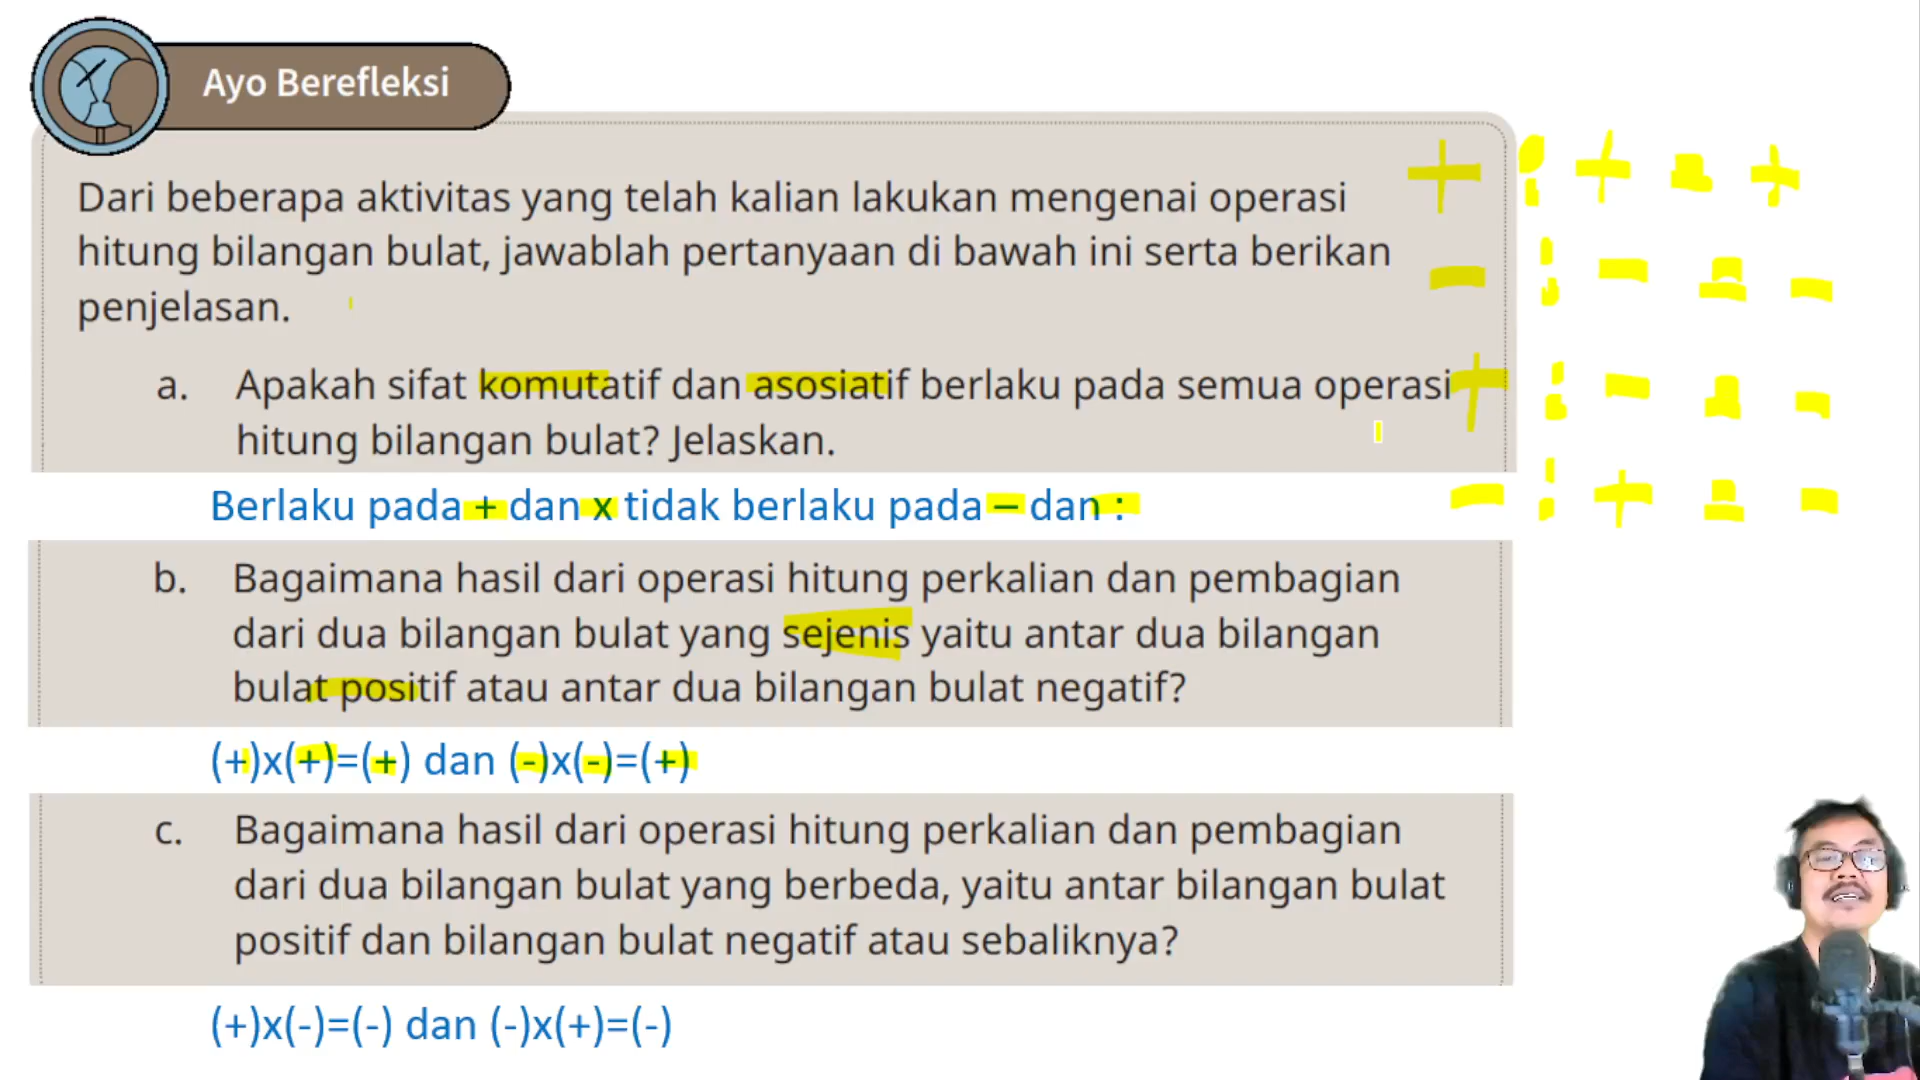 Ayo Berefleksi
Dari beberapa aktivitas yang telah kalian lakukan mengenai operasi
hitung bilangan bulat, jawablah pertanyaan di bawah ini serta berikan
penjelasan.
a. Apakah sifat komutatif dan asosiatif berlaku pada semua operasi
hitung bilangan bulat? Jelaskan.
Berlaku pada + dan x tidak berlaku pada – dan :
b. Bagaimana hasil dari operasi hitung perkalian dan pembagian
dari dua bilangan bulat yang sejenis yaitu antar dua bilangan
bulat positif atau antar dua bilangan bulat negatif?
(+)x(+)=(+) dan (-)x(-)=(+)
c. Bagaimana hasil dari operasi hitung perkalian dan pembagian
dari dua bilangan bulat yang berbeda, yaitu antar bilangan bulat
positif dan bilangan bulat negatif atau sebaliknya?
(+)x(-)=(-) dan (-)x(+)=(-)
+ : + = +
- : - = -
+ : - = -
- : + = -